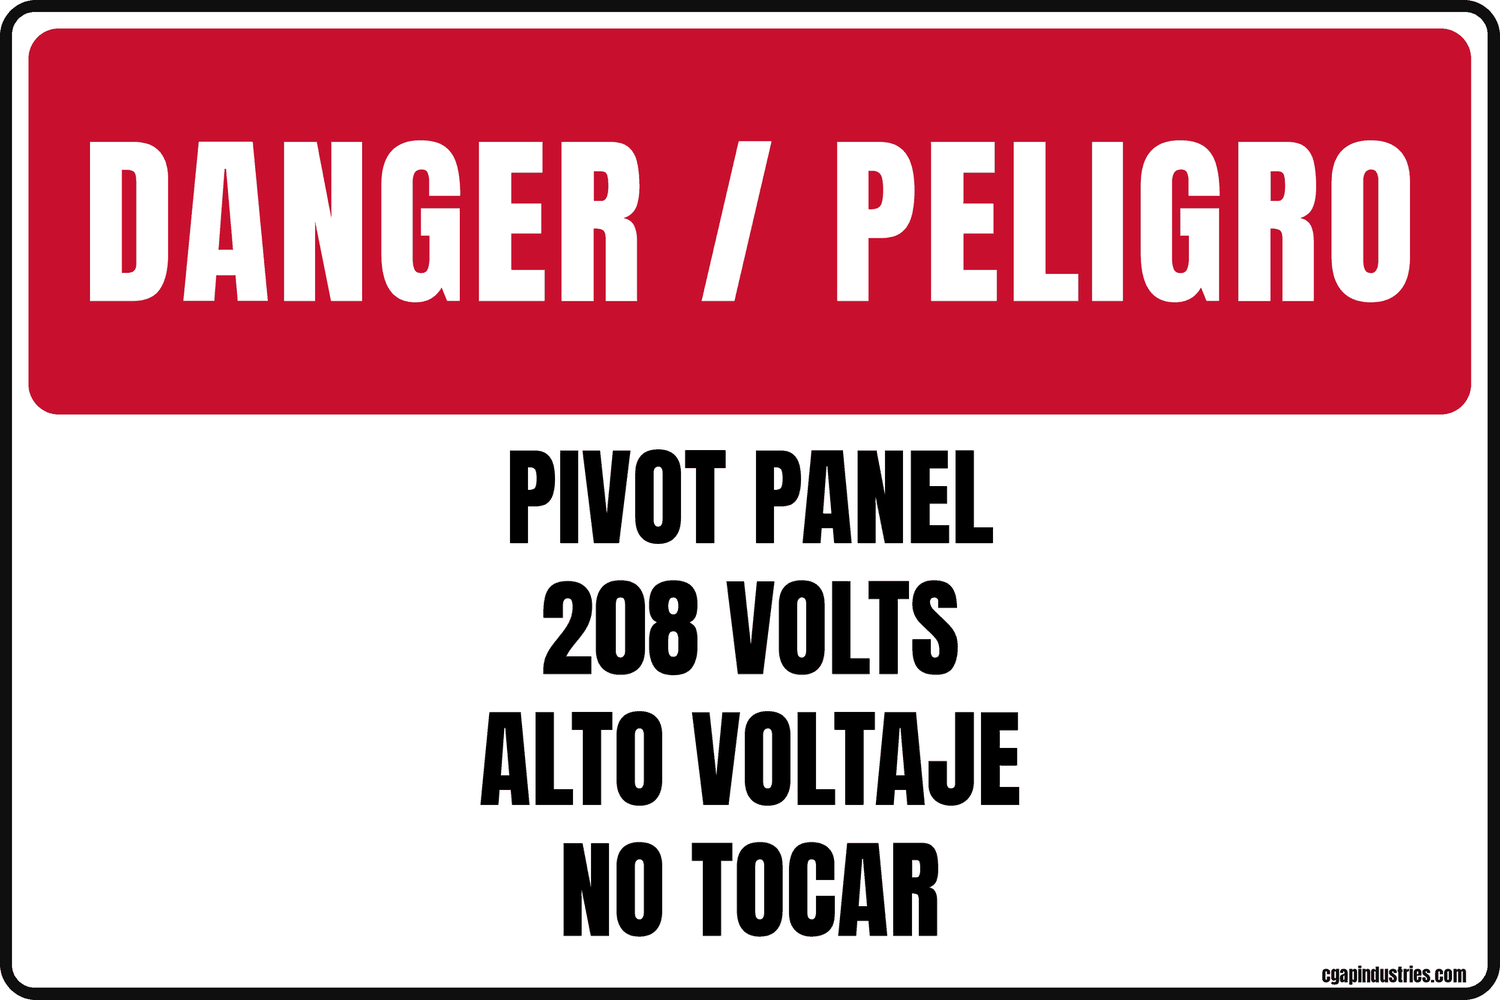 DANGER / PELIGRO
PIVOT PANEL
208 VOLTS
ALTO VOLTAJE
NO TOCAR
cgapindustries.com